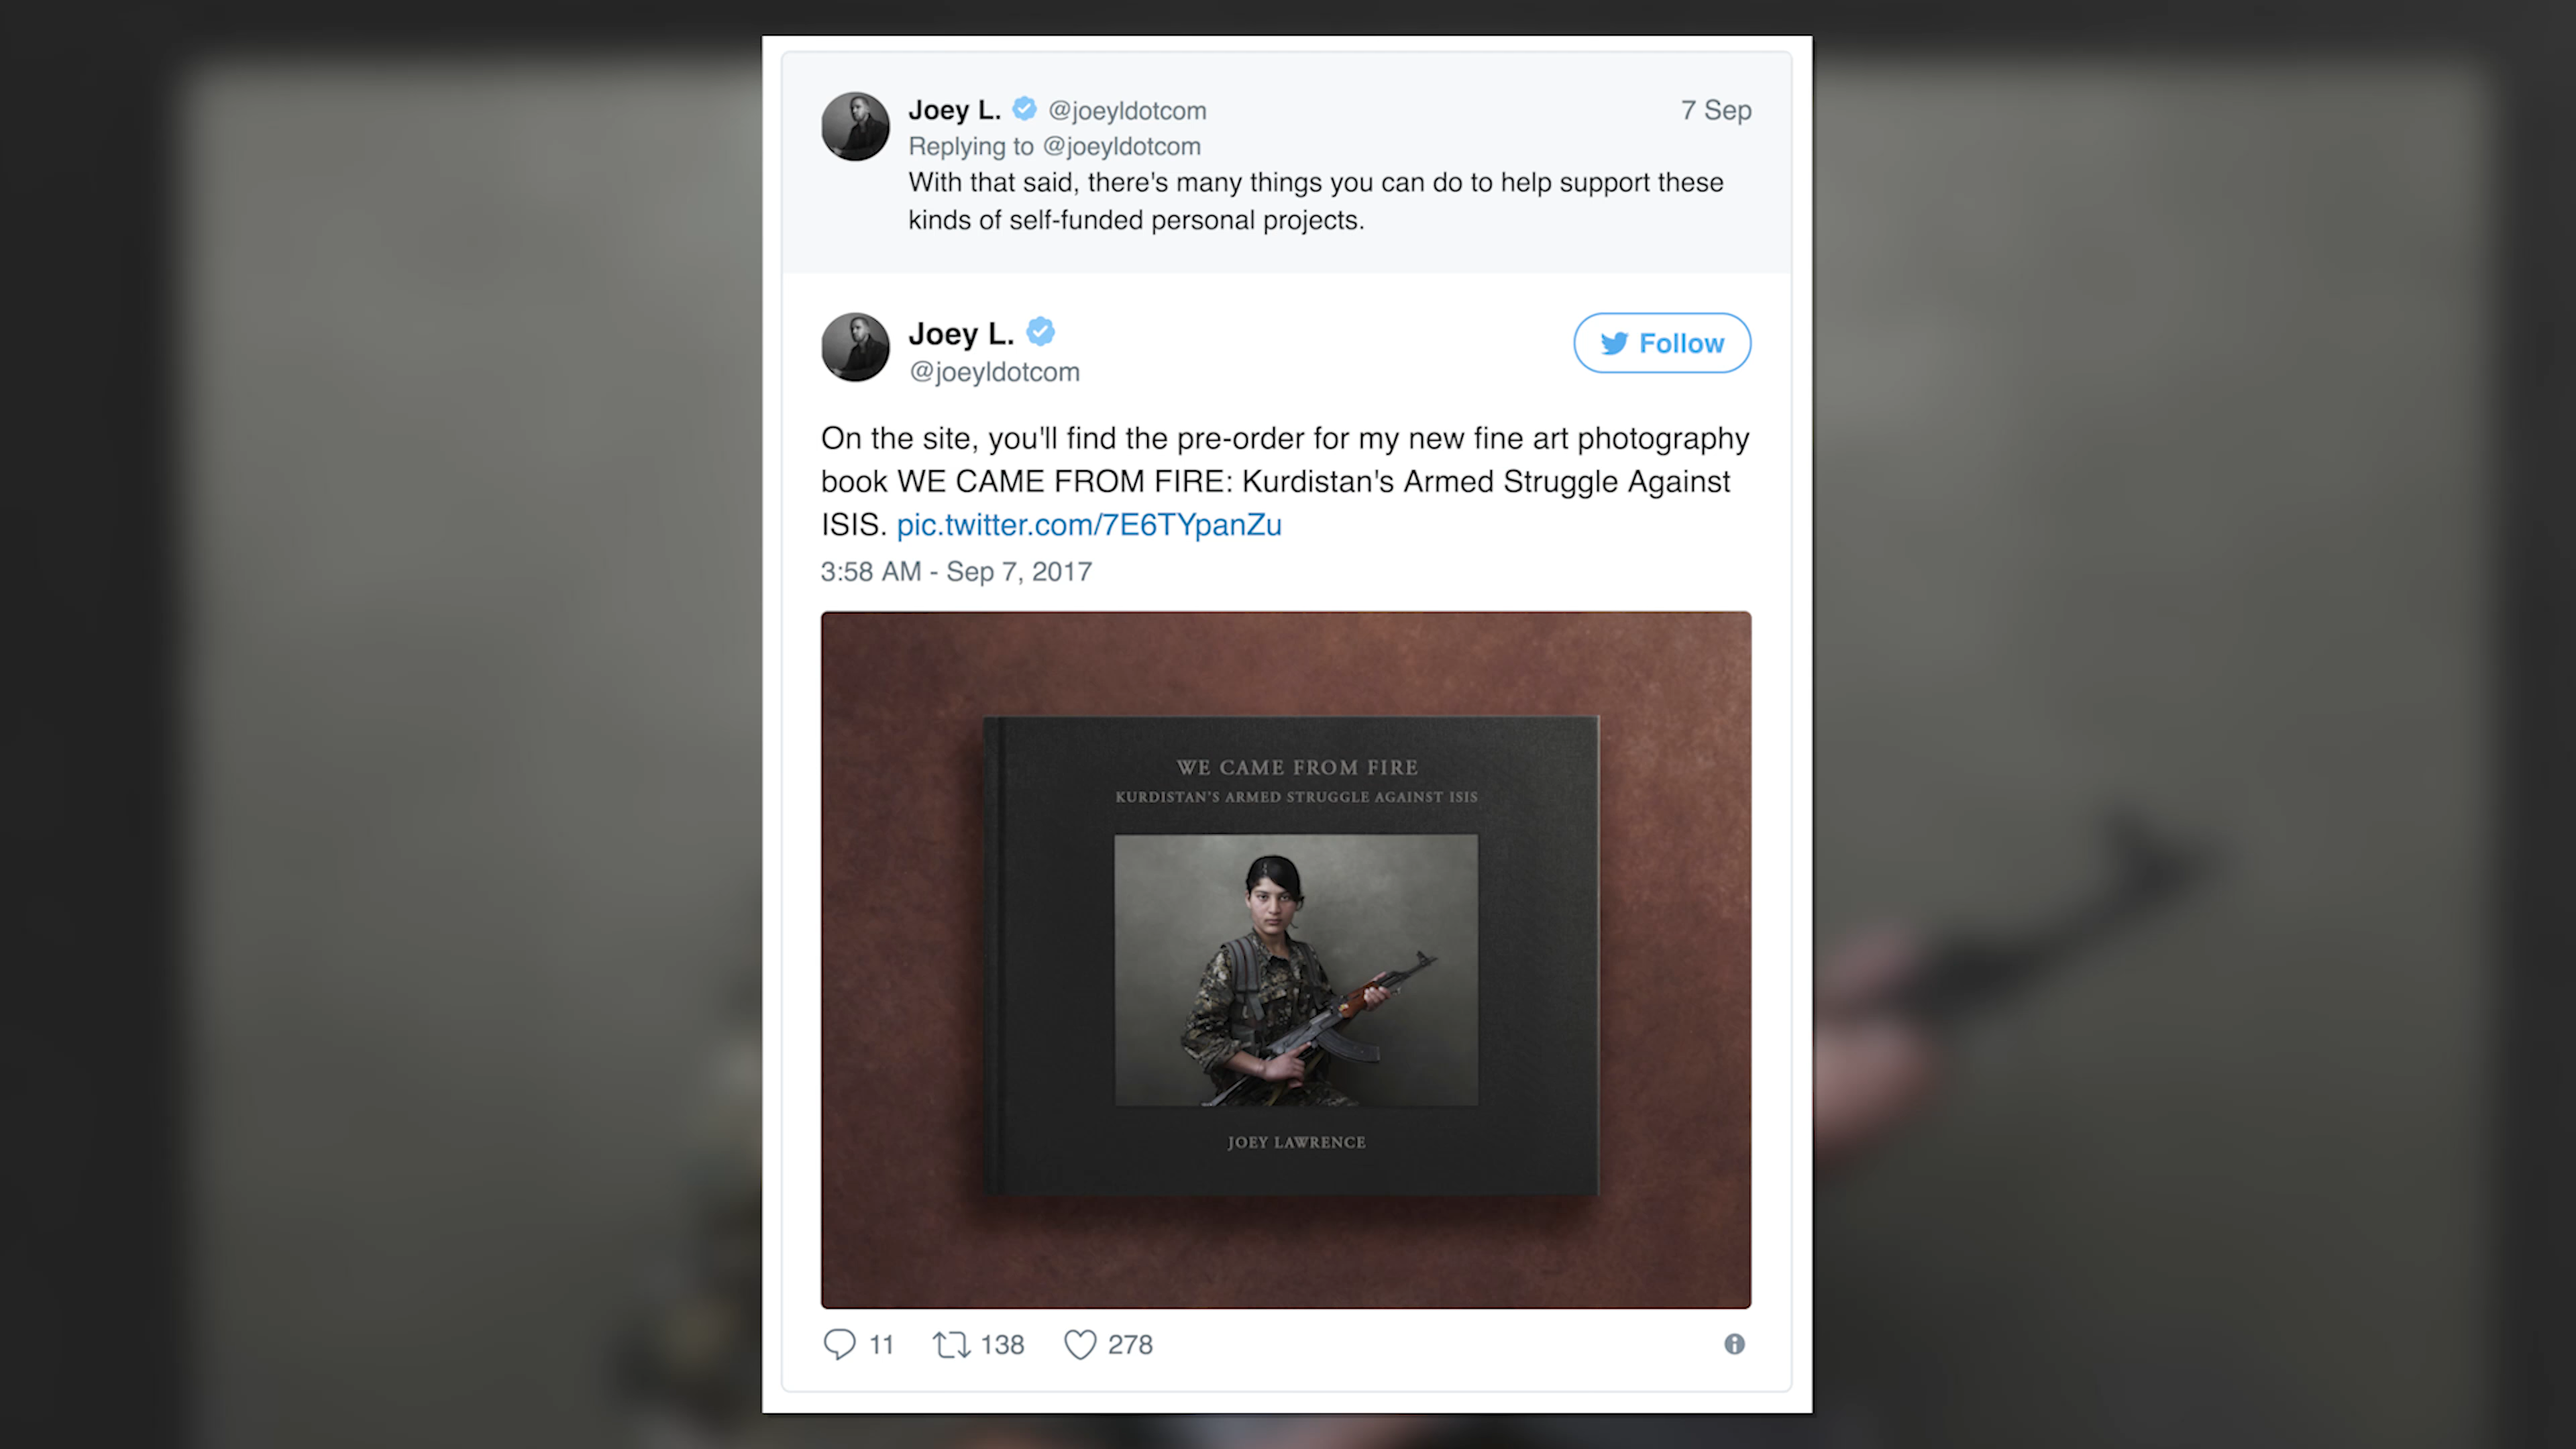 Joey L. @joeyldotcom 7 Sep
Replying to @joeyldotcom
With that said, there's many things you can do to help support these
kinds of self-funded personal projects.
Joey L.
@joeyldotcom
Follow
On the site, you'll find the pre-order for my new fine art photography
book WE CAME FROM FIRE: Kurdistan's Armed Struggle Against
ISIS. pic.twitter.com/7E6TYpanZu
3:58 AM - Sep 7, 2017
WE CAME FROM FIRE
KURDISTAN'S ARMED STRUGGLE AGAINST ISIS
JOEY LAWRENCE
11 138 278